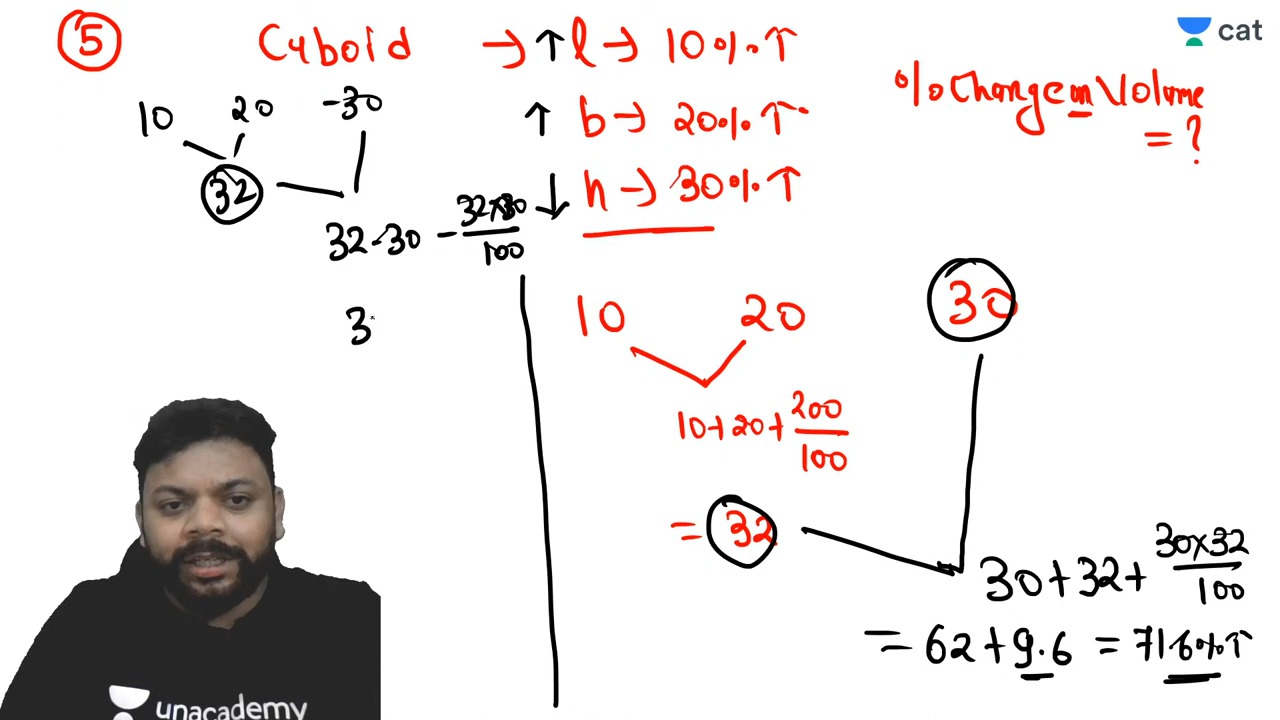 5 Cuboid → ↑ l → 10% ↑
↑ b → 20% ↑
↓ h → 30% ↑
% Change in Volume
= ?
cat
10 20 -30
32
32-30 - 32×30/100
3
10 20 30
10+20+ 200/100
= 32
30+32+ 30×32/100
= 62+9.6 = 71.6% ↑
unacademy